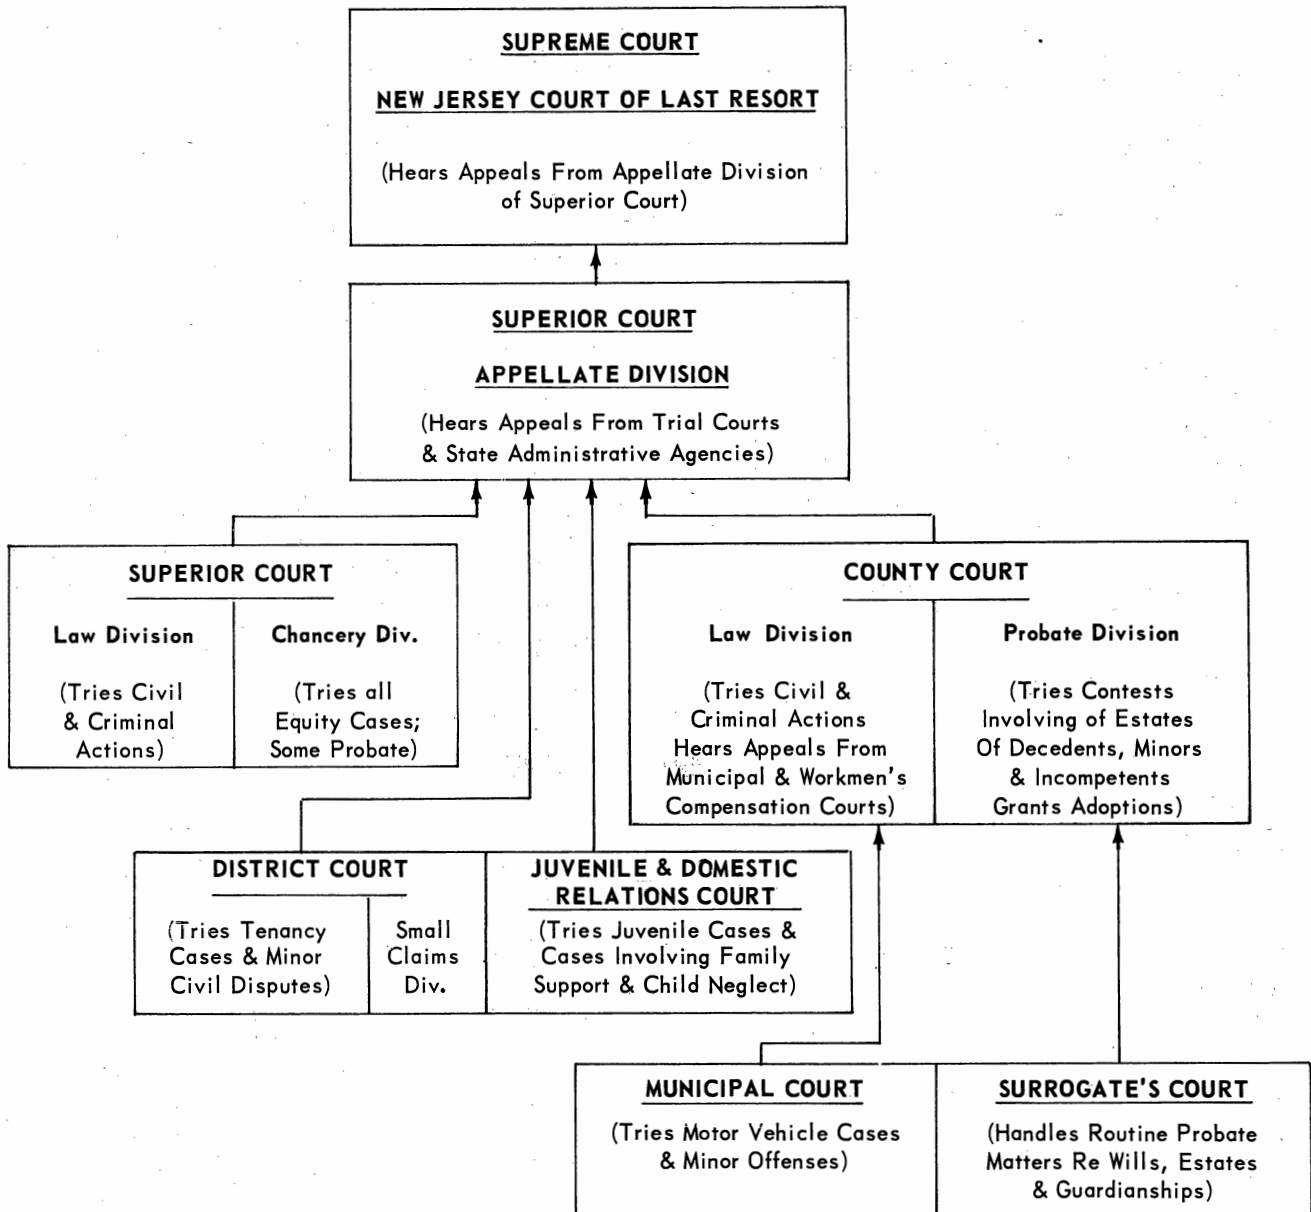 SUPREME COURT
NEW JERSEY COURT OF LAST RESORT
(Hears Appeals From Appellate Division
of Superior Court)
SUPERIOR COURT
APPELLATE DIVISION
(Hears Appeals From Trial Courts
& State Administrative Agencies)
SUPERIOR COURT
Law Division
(Tries Civil
& Criminal
Actions)
Chancery Div.
(Tries all
Equity Cases;
Some Probate)
COUNTY COURT
Law Division
(Tries Civil &
Criminal Actions
Hears Appeals From
Municipal & Workmen's
Compensation Courts)
Probate Division
(Tries Contests
Involving of Estates
Of Decedents, Minors
& Incompetents
Grants Adoptions)
DISTRICT COURT
(Tries Tenancy
Cases & Minor
Civil Disputes)
Small
Claims
Div.
JUVENILE & DOMESTIC
RELATIONS COURT
(Tries Juvenile Cases &
Cases Involving Family
Support & Child Neglect)
MUNICIPAL COURT
(Tries Motor Vehicle Cases
& Minor Offenses)
SURROGATE'S COURT
(Handles Routine Probate
Matters Re Wills, Estates
& Guardianships)